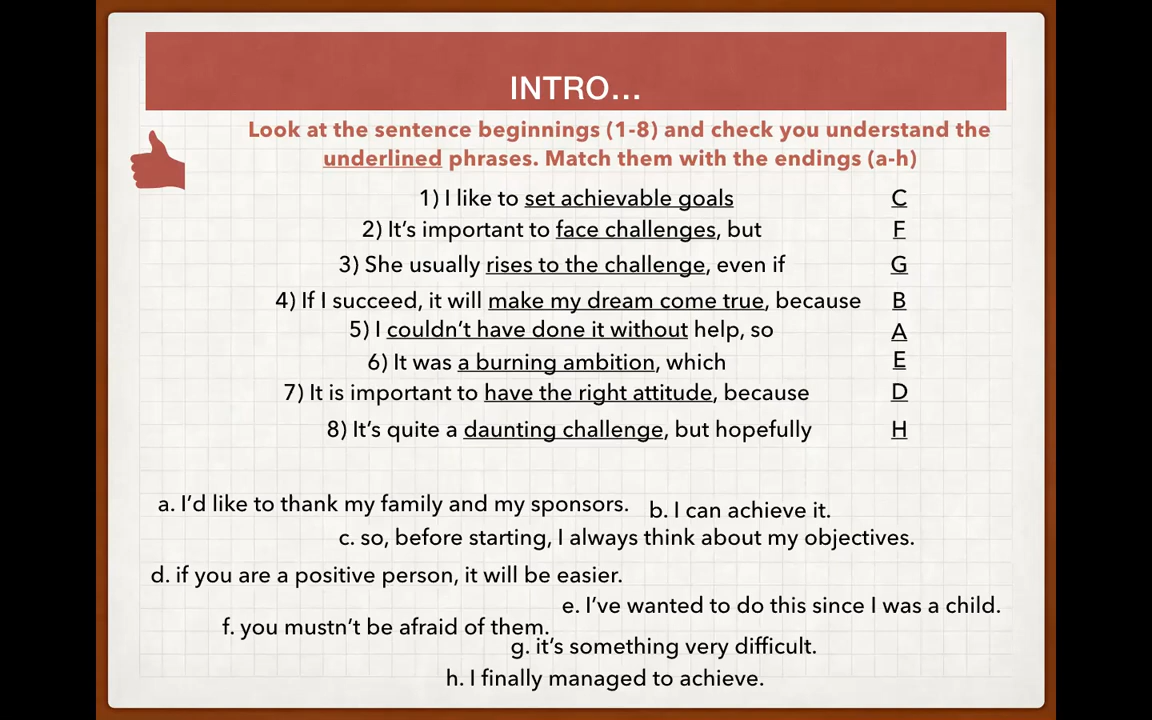 INTRO…
Look at the sentence beginnings (1-8) and check you understand the
underlined phrases. Match them with the endings (a-h)
1) I like to set achievable goals C
2) It’s important to face challenges, but F
3) She usually rises to the challenge, even if G
4) If I succeed, it will make my dream come true, because B
5) I couldn’t have done it without help, so A
6) It was a burning ambition, which E
7) It is important to have the right attitude, because D
8) It’s quite a daunting challenge, but hopefully H
a. I’d like to thank my family and my sponsors. b. I can achieve it.
c. so, before starting, I always think about my objectives.
d. if you are a positive person, it will be easier.
e. I’ve wanted to do this since I was a child.
f. you mustn’t be afraid of them.
g. it’s something very difficult.
h. I finally managed to achieve.